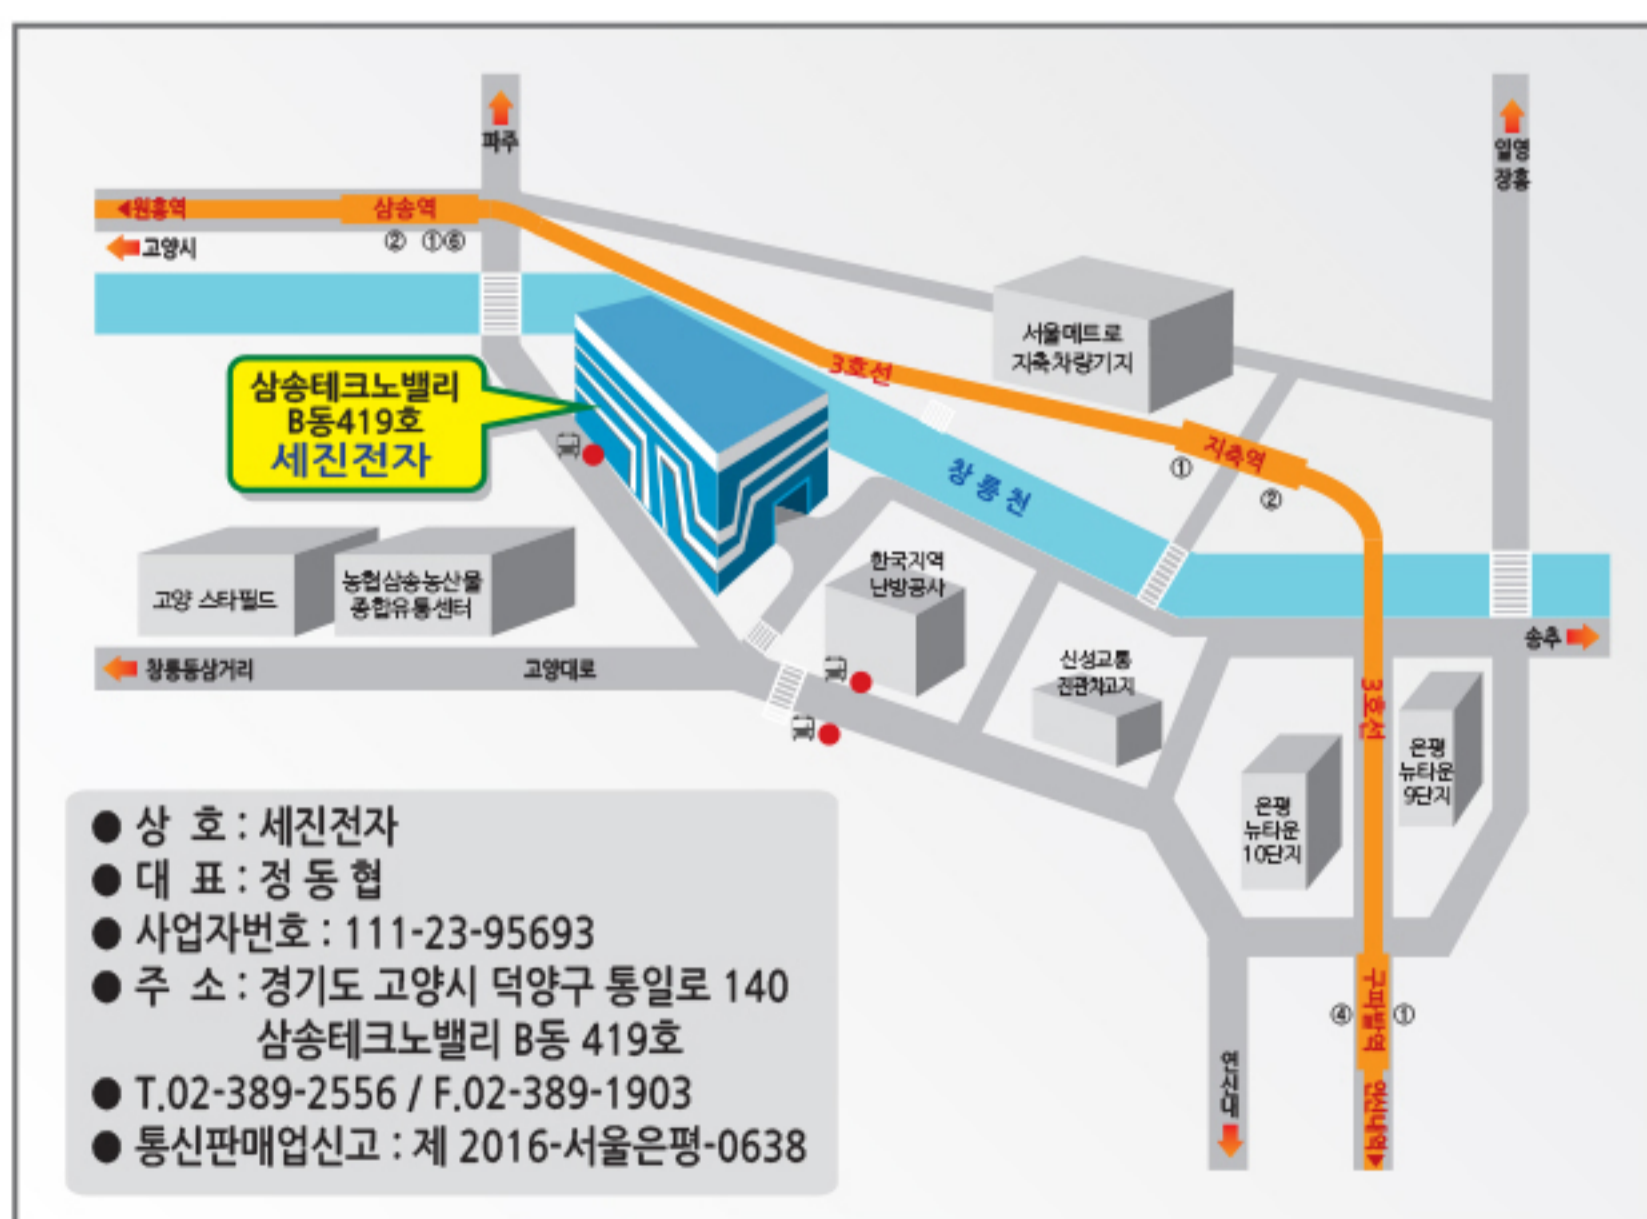 파주
일영
장흥
◀원흥역
삼송역
② ①⑥
고양시
서울메트로
지축차량기지
3호선
삼송테크노밸리
B동419호
세진전자
지축역
①
②
창릉천
한국지역
난방공사
고양 스타필드
농협삼송농산물
종합유통센터
송추
창릉동삼거리
고양대로
신성교통
진관차고지
3호선
은평
뉴타운
9단지
은평
뉴타운
10단지
● 상 호 : 세진전자
● 대 표 : 정 동 협
● 사업자번호 : 111-23-95693
● 주 소 : 경기도 고양시 덕양구 통일로 140
삼송테크노밸리 B동 419호
● T.02-389-2556 / F.02-389-1903
● 통신판매업신고 : 제 2016-서울은평-0638
구파발역
④
①
연신내
연신내역▶